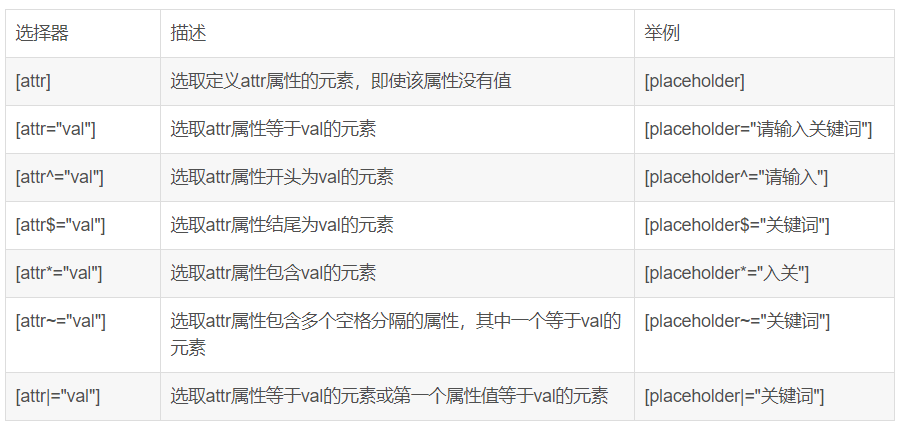 选择器 描述 举例
[attr] 选取定义attr属性的元素，即使该属性没有值 [placeholder]
[attr="val"] 选取attr属性等于val的元素 [placeholder="请输入关键词"]
[attr^="val"] 选取attr属性开头为val的元素 [placeholder^="请输入"]
[attr$="val"] 选取attr属性结尾为val的元素 [placeholder$="关键词"]
[attr*="val"] 选取attr属性包含val的元素 [placeholder*="入关"]
[attr~="val"] 选取attr属性包含多个空格分隔的属性，其中一个等于val的 [placeholder~="关键词"]
元素
[attr|="val"] 选取attr属性等于val的元素或第一个属性值等于val的元素 [placeholder|="关键词"]